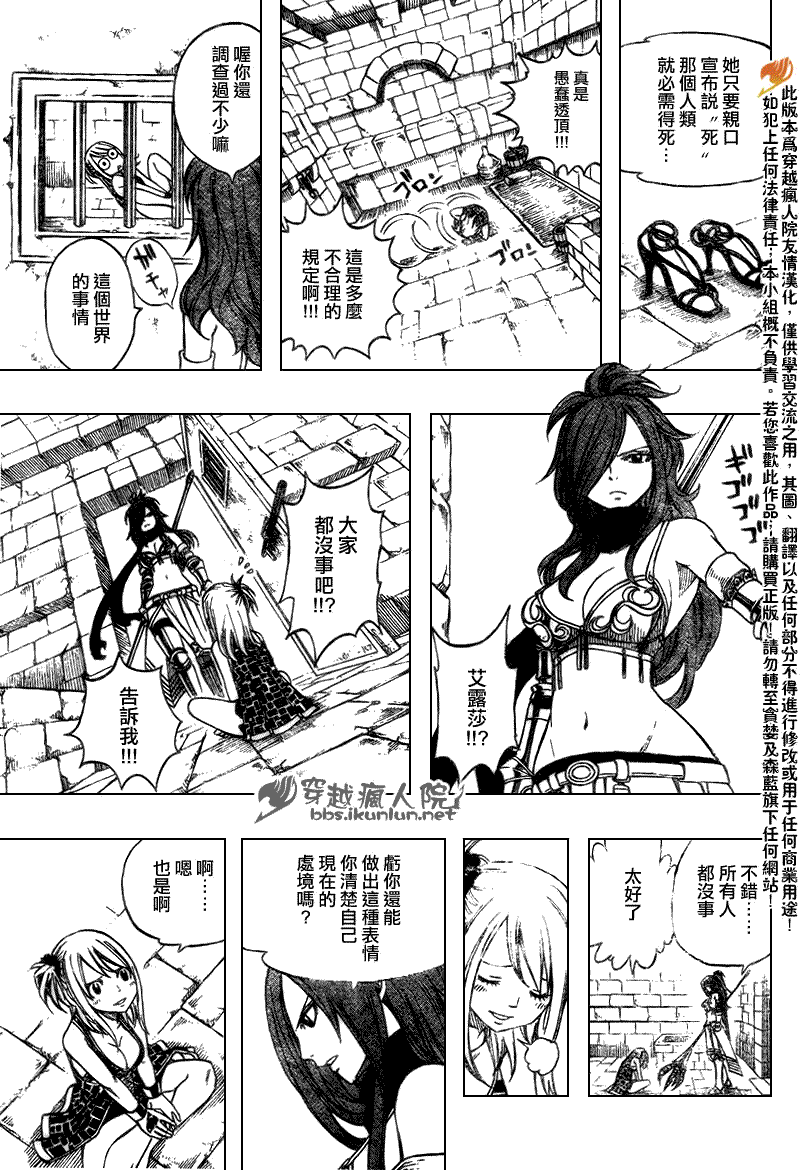 她只要親口
宣布説〝死〞
那個人類
就必需得死…
真是
愚蠢透頂!!!
ブロン
ゴロン
這是多麼
不合理的
規定啊!!!
喔你還
調查過不少嘛
這個世界
的事情
ギゴゴゴ
艾露莎!!?
大家
都沒事吧!!?
告訴我!!!
不錯……
所有人
都沒事
太好了
虧你還能
做出這種表情
你清楚自己
現在的
處境嗎?
啊……
嗯
也是啊
穿越瘋人院
bbs.ikunlun.net
此版本爲穿越瘋人院友情漢化，僅供學習交流之用，其圖、翻譯以及任何部分不得進行修改或用于任何商業用途！
如犯上任何法律責任，本小組概不負責。若您喜歡此作品，請購買正版！請勿轉至貪婪及森藍旗下任何網站！